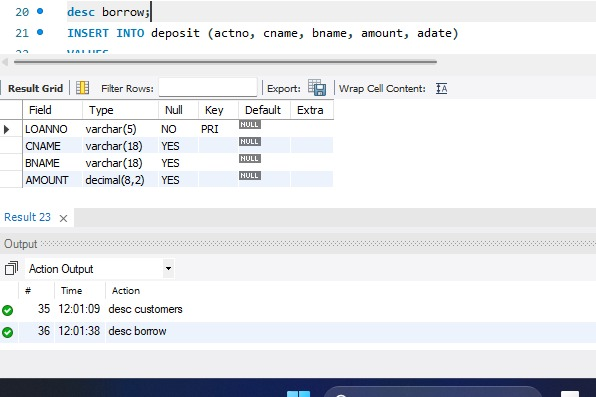 20 desc borrow;
21 INSERT INTO deposit (actno, cname, bname, amount, adate)
22 VALUES
Result Grid Filter Rows: Export: Wrap Cell Content:
Field Type Null Key Default Extra
LOANNO varchar(5) NO PRI NULL
CNAME varchar(18) YES NULL
BNAME varchar(18) YES NULL
AMOUNT decimal(8,2) YES NULL
Result 23
Output
Action Output
# Time Action
35 12:01:09 desc customers
36 12:01:38 desc borrow